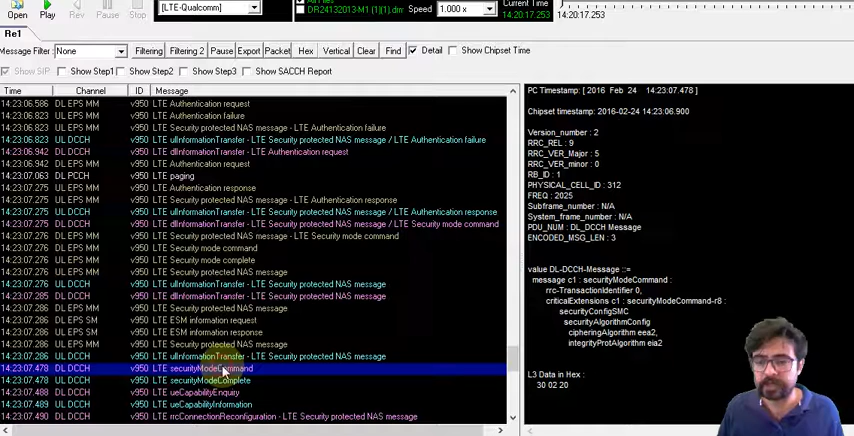 [LTE-Qualcomm]
All Files
DR24132013-M1 (1)(1).drm
Current Time
Open Play Rev Pause Stop
Speed 1.000 x
14:20:17.253
14:20:17.253
Re1
Message Filter : None Filtering Filtering 2 Pause Export Packet Hex Vertical Clear Find Detail Show Chipset Time
Show SIP Show Step1 Show Step2 Show Step3 Show SACCH Report
Time Channel ID Message
14:23:06.586 DL EPS MM v950 LTE Authentication request
14:23:06.823 UL EPS MM v950 LTE Authentication failure
14:23:06.823 UL EPS MM v950 LTE Security protected NAS message - LTE Authentication failure
14:23:06.823 UL DCCH v950 LTE ulInformationTransfer - LTE Security protected NAS message / LTE Authentication failure
14:23:06.942 DL DCCH v950 LTE dlInformationTransfer - LTE Authentication request
14:23:06.942 DL EPS MM v950 LTE Authentication request
14:23:07.063 DL PCCH v950 LTE paging
14:23:07.275 UL EPS MM v950 LTE Authentication response
14:23:07.275 UL EPS MM v950 LTE Security protected NAS message - LTE Authentication response
14:23:07.275 UL DCCH v950 LTE ulInformationTransfer - LTE Security protected NAS message / LTE Authentication response
14:23:07.275 DL DCCH v950 LTE dlInformationTransfer - LTE Security protected NAS message / LTE Security mode command
14:23:07.275 DL EPS MM v950 LTE Security protected NAS message - LTE Security mode command
14:23:07.276 DL EPS MM v950 LTE Security mode command
14:23:07.276 UL EPS MM v950 LTE Security mode complete
14:23:07.276 UL EPS MM v950 LTE Security protected NAS message
14:23:07.276 UL DCCH v950 LTE ulInformationTransfer - LTE Security protected NAS message
14:23:07.285 DL DCCH v950 LTE dlInformationTransfer - LTE Security protected NAS message
14:23:07.286 DL EPS MM v950 LTE Security protected NAS message
14:23:07.286 DL EPS SM v950 LTE ESM information request
14:23:07.286 UL EPS SM v950 LTE ESM information response
14:23:07.286 UL EPS MM v950 LTE Security protected NAS message
14:23:07.286 UL DCCH v950 LTE ulInformationTransfer - LTE Security protected NAS message
14:23:07.478 DL DCCH v950 LTE securityModeCommand
14:23:07.478 UL DCCH v950 LTE securityModeComplete
14:23:07.488 DL DCCH v950 LTE ueCapabilityEnquiry
14:23:07.489 UL DCCH v950 LTE ueCapabilityInformation
14:23:07.490 DL DCCH v950 LTE rrcConnectionReconfiguration - LTE Security protected NAS message
PC Timestamp: [ 2016 Feb 24 14:23:07.478 ]
Chipset timestamp: 2016-02-24 14:23:06.900
Version_number : 2
RRC_REL : 9
RRC_VER_Major : 5
RRC_VER_minor : 0
RB_ID : 1
PHYSICAL_CELL_ID : 312
FREQ : 2025
Subframe_number : N/A
System_frame_number : N/A
PDU_NUM : DL_DCCH Message
ENCODED_MSG_LEN : 3
value DL-DCCH-Message ::=
message c1 : securityModeCommand :
rrc-TransactionIdentifier 0,
criticalExtensions c1 : securityModeCommand-r8 :
securityConfigSMC
securityAlgorithmConfig
cipheringAlgorithm eea2,
integrityProtAlgorithm eia2
L3 Data in Hex :
30 02 20